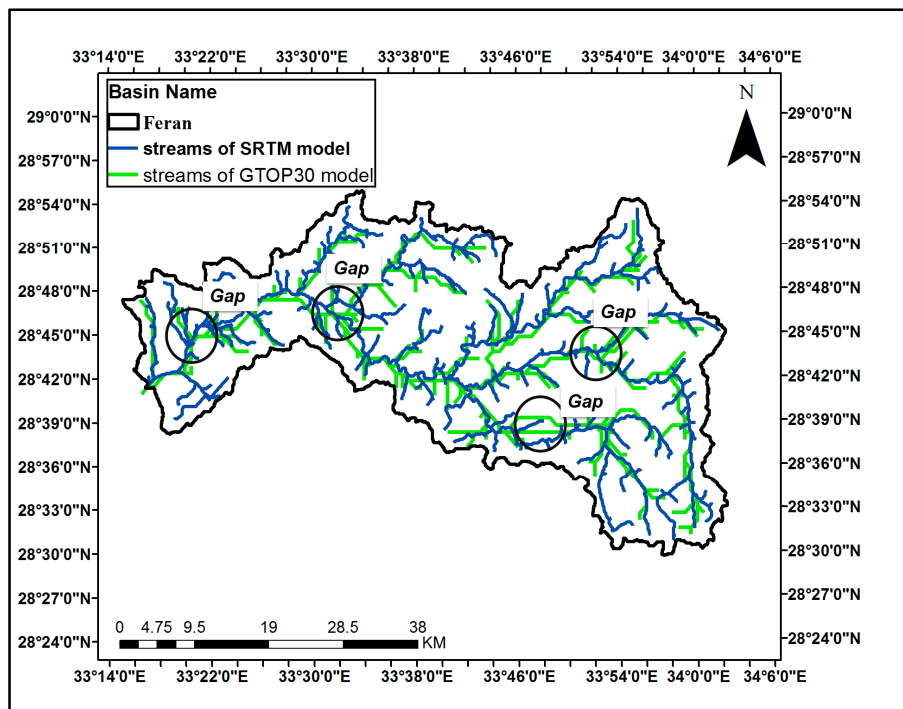 33°14'0"E 33°22'0"E 33°30'0"E 33°38'0"E 33°46'0"E 33°54'0"E 34°0'0"E 34°6'0"E
Basin Name
Feran
streams of SRTM model
streams of GTOP30 model
N
29°0'0"N 29°0'0"N
28°57'0"N 28°57'0"N
28°54'0"N 28°54'0"N
28°51'0"N 28°51'0"N
28°48'0"N 28°48'0"N
28°45'0"N 28°45'0"N
28°42'0"N 28°42'0"N
28°39'0"N 28°39'0"N
28°36'0"N 28°36'0"N
28°33'0"N 28°33'0"N
28°30'0"N 28°30'0"N
28°27'0"N 28°27'0"N
28°24'0"N 28°24'0"N
Gap
Gap
Gap
Gap
0 4.75 9.5 19 28.5 38
KM
33°14'0"E 33°22'0"E 33°30'0"E 33°38'0"E 33°46'0"E 33°54'0"E 34°0'0"E 34°6'0"E